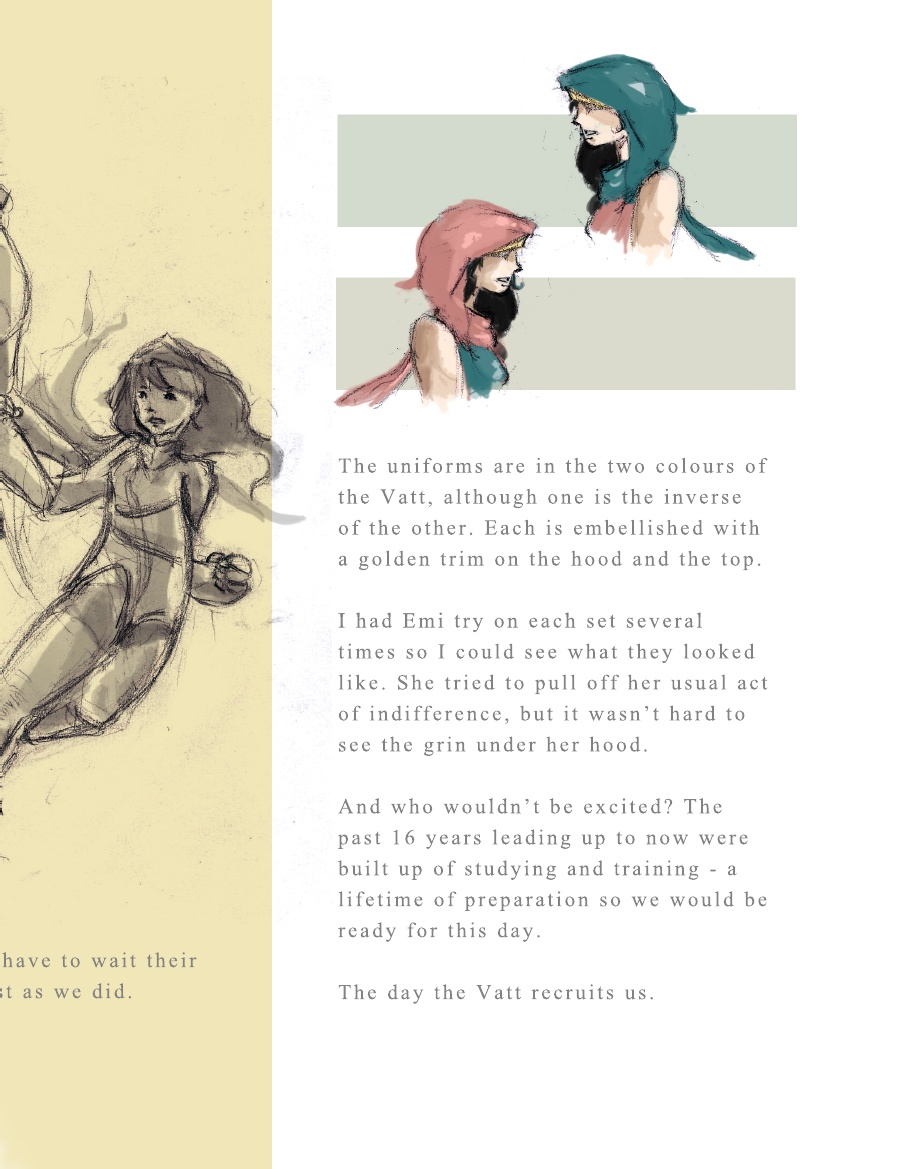 have to wait their
as we did.
The uniforms are in the two colours of
the Vatt, although one is the inverse
of the other. Each is embellished with
a golden trim on the hood and the top.
I had Emi try on each set several
times so I could see what they looked
like. She tried to pull off her usual act
of indifference, but it wasn’t hard to
see the grin under her hood.
And who wouldn’t be excited? The
past 16 years leading up to now were
built up of studying and training - a
lifetime of preparation so we would be
ready for this day.
The day the Vatt recruits us.